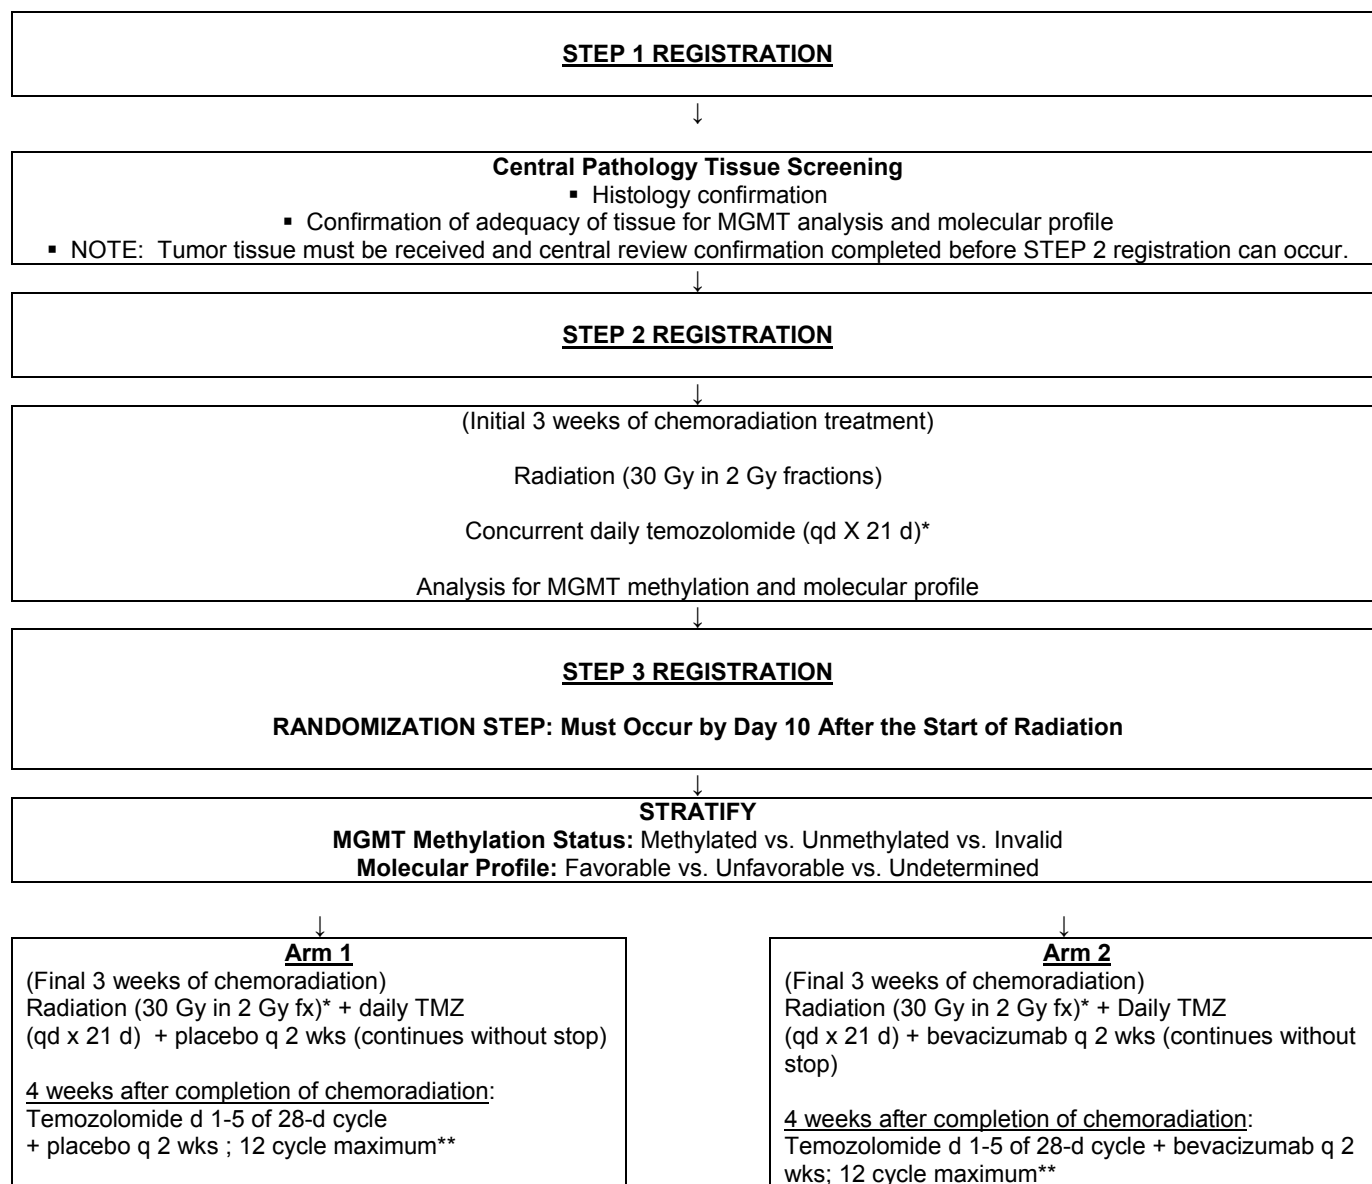 STEP 1 REGISTRATION
↓
Central Pathology Tissue Screening
▪ Histology confirmation
▪ Confirmation of adequacy of tissue for MGMT analysis and molecular profile
▪ NOTE: Tumor tissue must be received and central review confirmation completed before STEP 2 registration can occur.
↓
STEP 2 REGISTRATION
↓
(Initial 3 weeks of chemoradiation treatment)
Radiation (30 Gy in 2 Gy fractions)
Concurrent daily temozolomide (qd X 21 d)*
Analysis for MGMT methylation and molecular profile
↓
STEP 3 REGISTRATION
RANDOMIZATION STEP: Must Occur by Day 10 After the Start of Radiation
↓
STRATIFY
MGMT Methylation Status: Methylated vs. Unmethylated vs. Invalid
Molecular Profile: Favorable vs. Unfavorable vs. Undetermined
↓
Arm 1
(Final 3 weeks of chemoradiation)
Radiation (30 Gy in 2 Gy fx)* + daily TMZ
(qd x 21 d) + placebo q 2 wks (continues without stop)
4 weeks after completion of chemoradiation:
Temozolomide d 1-5 of 28-d cycle
+ placebo q 2 wks ; 12 cycle maximum**
↓
Arm 2
(Final 3 weeks of chemoradiation)
Radiation (30 Gy in 2 Gy fx)* + Daily TMZ
(qd x 21 d) + bevacizumab q 2 wks (continues without
stop)
4 weeks after completion of chemoradiation:
Temozolomide d 1-5 of 28-d cycle + bevacizumab q 2
wks; 12 cycle maximum**